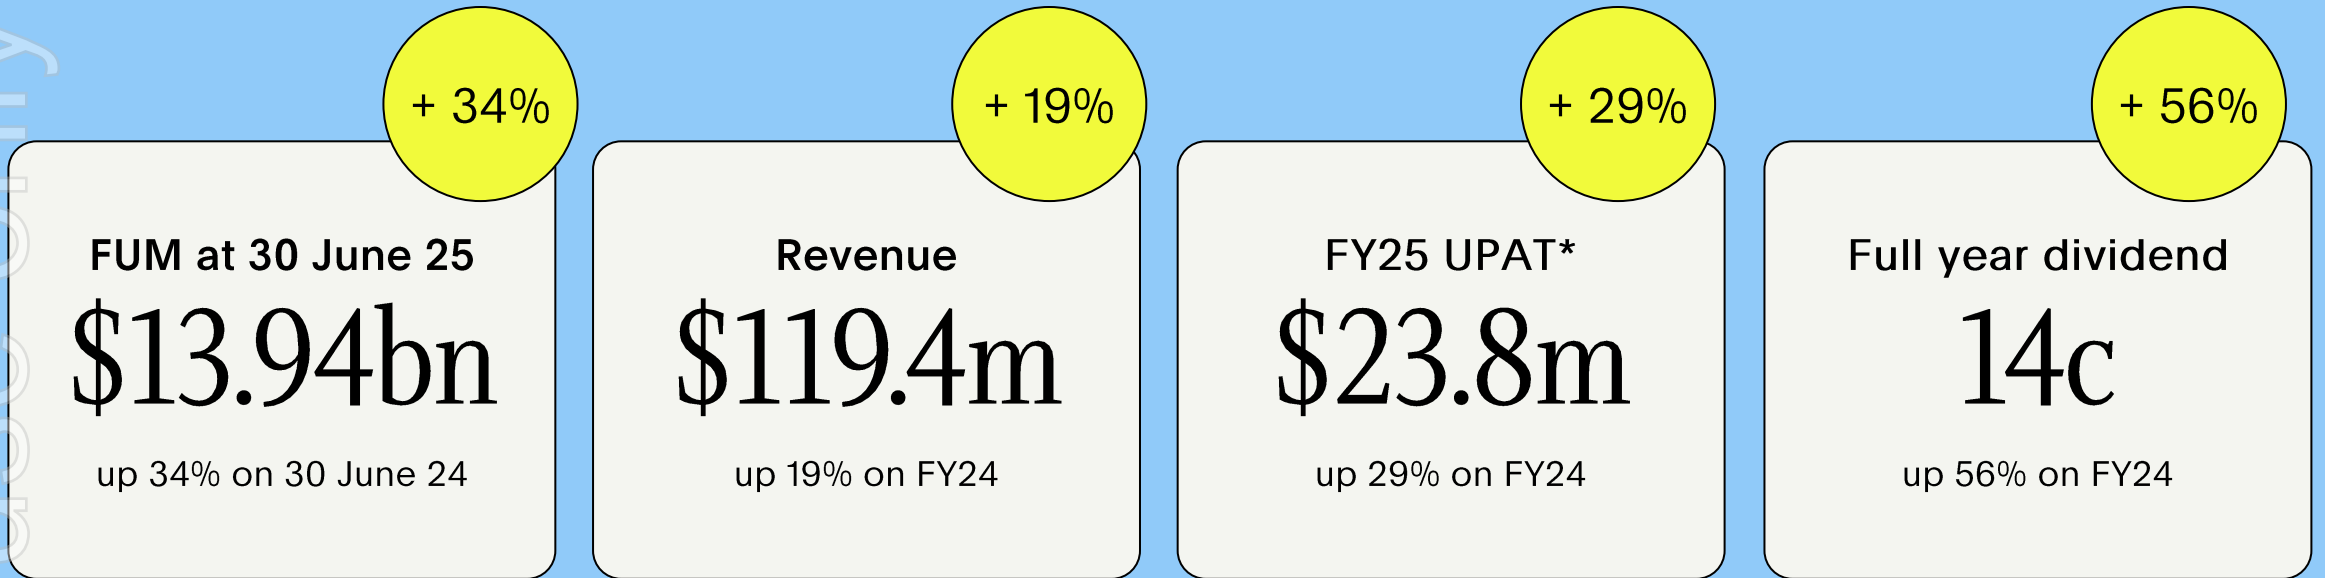 + 34%
+ 19%
+ 29%
+ 56%
FUM at 30 June 25
$13.94bn
up 34% on 30 June 24
Revenue
$119.4m
up 19% on FY24
FY25 UPAT*
$23.8m
up 29% on FY24
Full year dividend
14c
up 56% on FY24